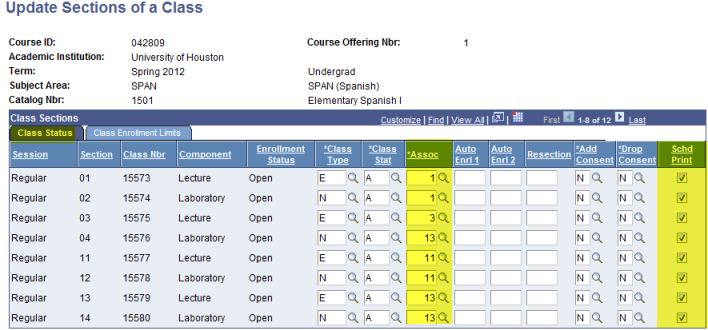 Update Sections of a Class
Course ID: 042809 Course Offering Nbr: 1
Academic Institution: University of Houston
Term: Spring 2012 Undergrad
Subject Area: SPAN SPAN (Spanish)
Catalog Nbr: 1501 Elementary Spanish I
Class Sections Customize | Find | View All | First 1-8 of 12 Last
Class Status Class Enrollment Limits
Session Section Class Nbr Component Enrollment Status *Class Type *Class Stat *Assoc Auto Enrl 1 Auto Enrl 2 Resection *Add Consent *Drop Consent Schd Print
Regular 01 15573 Lecture Open E A 1 N N
Regular 02 15574 Laboratory Open N A 1 N N
Regular 03 15575 Lecture Open E A 3 N N
Regular 04 15576 Laboratory Open N A 13 N N
Regular 11 15577 Lecture Open E A 11 N N
Regular 12 15578 Laboratory Open N A 11 N N
Regular 13 15579 Lecture Open E A 13 N N
Regular 14 15580 Laboratory Open N A 13 N N